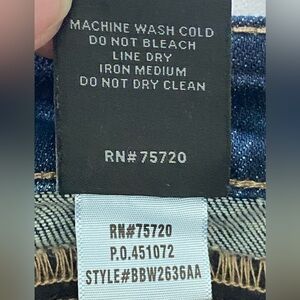 MACHINE WASH COLD
DO NOT BLEACH
LINE DRY
IRON MEDIUM
DO NOT DRY CLEAN
RN#75720
RN#75720
P.O.451072
STYLE#BBW2636AA